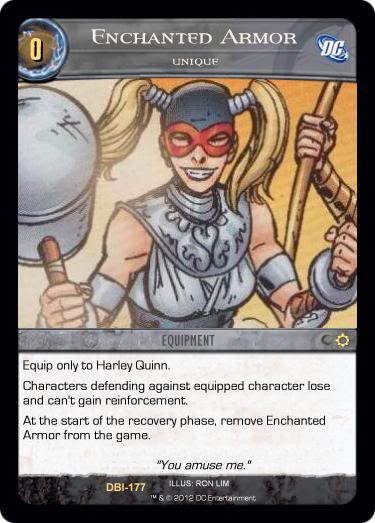 0
ENCHANTED ARMOR
DC
UNIQUE
EQUIPMENT
Equip only to Harley Quinn.
Characters defending against equipped character lose
and can't gain reinforcement.
At the start of the recovery phase, remove Enchanted
Armor from the game.
"You amuse me."
DBI-177
ILLUS: RON LIM
™ & © 2012 DC Entertainment